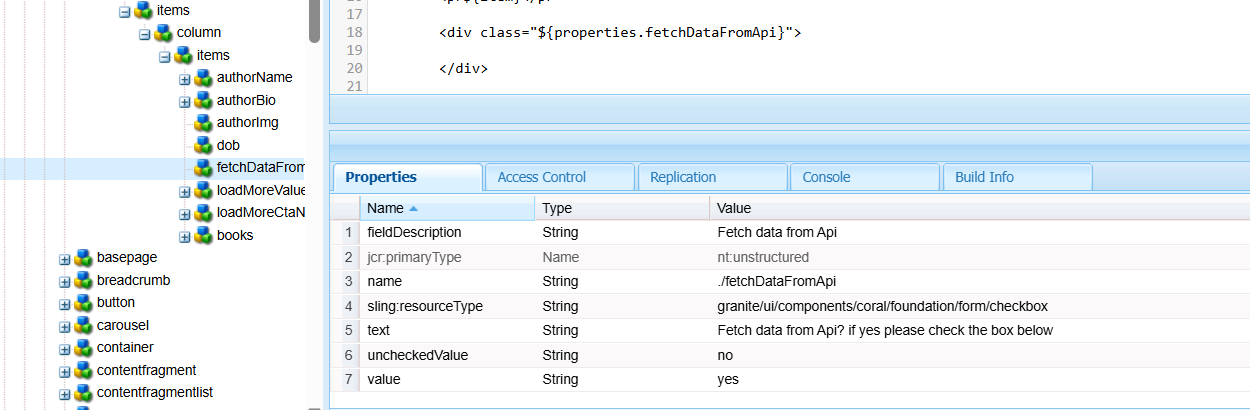 items
column
items
authorName
authorBio
authorImg
dob
fetchDataFrom
loadMoreValue
loadMoreCtaN
books
basepage
breadcrumb
button
carousel
container
contentfragment
contentfragmentlist
17
18 <div class="${properties.fetchDataFromApi}">
19
20 </div>
21
Properties Access Control Replication Console Build Info
Name Type Value
1 fieldDescription String Fetch data from Api
2 jcr:primaryType Name nt:unstructured
3 name String ./fetchDataFromApi
4 sling:resourceType String granite/ui/components/coral/foundation/form/checkbox
5 text String Fetch data from Api? if yes please check the box below
6 uncheckedValue String no
7 value String yes